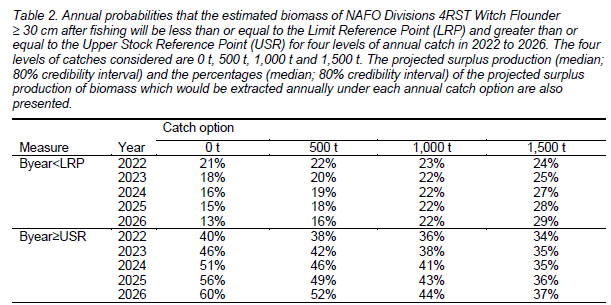 Table 2. Annual probabilities that the estimated biomass of NAFO Divisions 4RST Witch Flounder
≥ 30 cm after fishing will be less than or equal to the Limit Reference Point (LRP) and greater than or
equal to the Upper Stock Reference Point (USR) for four levels of annual catch in 2022 to 2026. The four
levels of catches considered are 0 t, 500 t, 1,000 t and 1,500 t. The projected surplus production (median;
80% credibility interval) and the percentages (median; 80% credibility interval) of the projected surplus
production of biomass which would be extracted annually under each annual catch option are also
presented.
Catch option
Measure Year 0 t 500 t 1,000 t 1,500 t
Byear<LRP 2022 21% 22% 23% 24%
2023 18% 20% 22% 25%
2024 16% 19% 22% 27%
2025 15% 18% 22% 28%
2026 13% 16% 22% 29%
Byear≥USR 2022 40% 38% 36% 34%
2023 46% 42% 38% 35%
2024 51% 46% 41% 35%
2025 56% 49% 43% 36%
2026 60% 52% 44% 37%